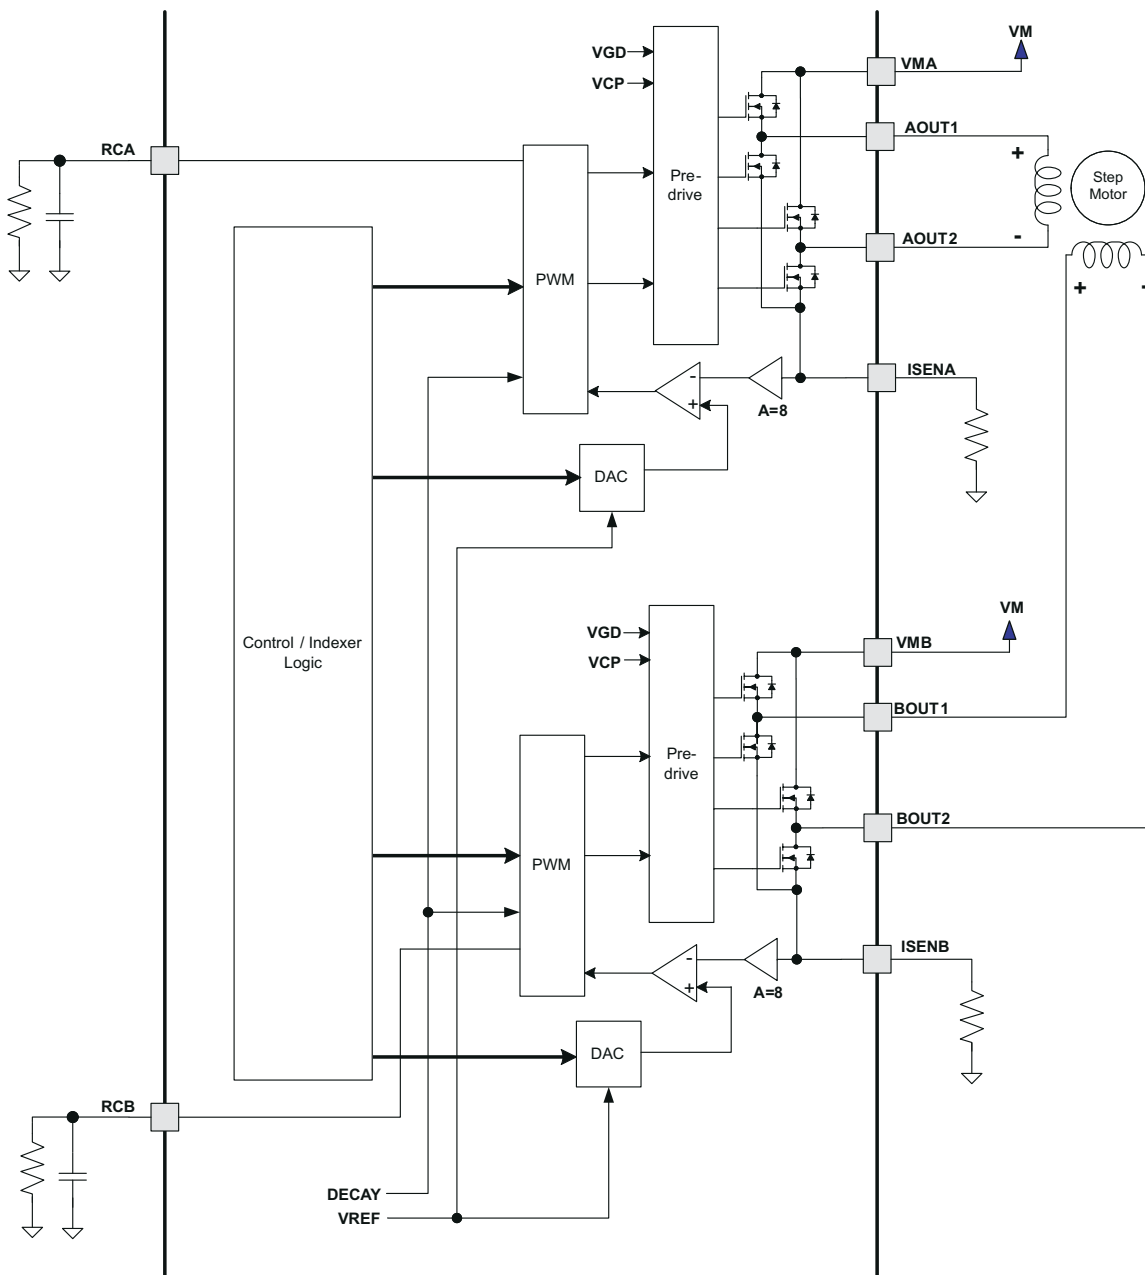 VM
VGD
VMA
VCP
AOUT1
RCA
+
Pre-
drive
Step
Motor
-
AOUT2
PWM
+
-
ISENA
-
+
A=8
DAC
VM
Control / Indexer
Logic
VGD
VMB
VCP
BOUT1
Pre-
drive
BOUT2
PWM
ISENB
-
+
A=8
DAC
RCB
DECAY
VREF